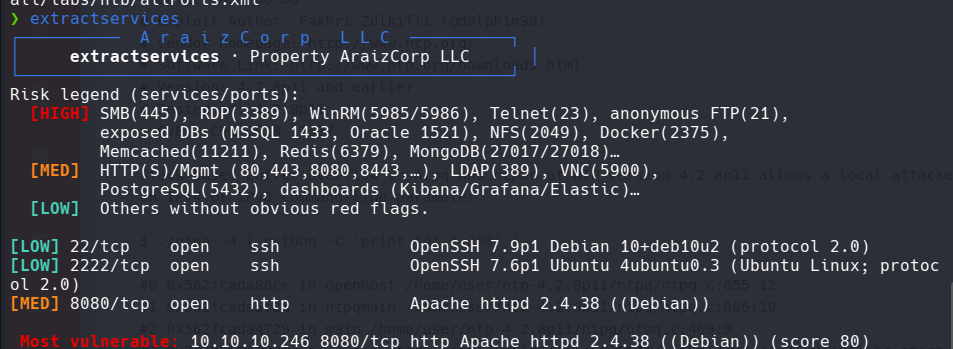 all/labs/htb/allPorts.xml
❯ extractservices
A r a i z C o r p   L L C
extractservices · Property AraizCorp LLC
Risk legend (services/ports):
[HIGH] SMB(445), RDP(3389), WinRM(5985/5986), Telnet(23), anonymous FTP(21),
exposed DBs (MSSQL 1433, Oracle 1521), NFS(2049), Docker(2375),
Memcached(11211), Redis(6379), MongoDB(27017/27018)…
[MED] HTTP(S)/Mgmt (80,443,8080,8443,…), LDAP(389), VNC(5900),
PostgreSQL(5432), dashboards (Kibana/Grafana/Elastic)…
[LOW] Others without obvious red flags.
[LOW] 22/tcp open ssh OpenSSH 7.9p1 Debian 10+deb10u2 (protocol 2.0)
[LOW] 2222/tcp open ssh OpenSSH 7.6p1 Ubuntu 4ubuntu0.3 (Ubuntu Linux; protoc
ol 2.0)
[MED] 8080/tcp open http Apache httpd 2.4.38 ((Debian))
Most vulnerable: 10.10.10.246 8080/tcp http Apache httpd 2.4.38 ((Debian)) (score 80)